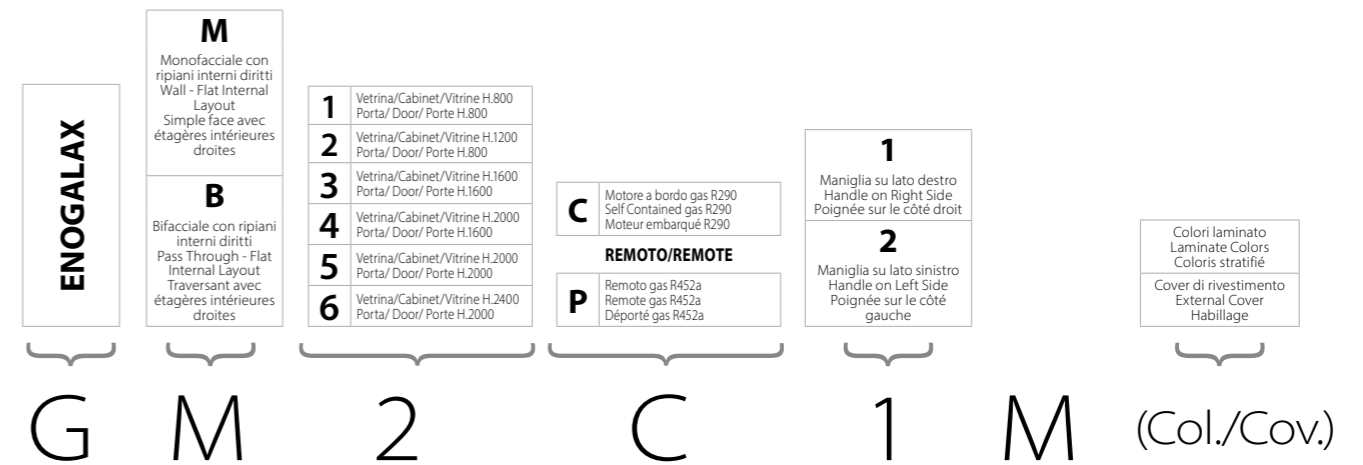 ENOGALAX
M
Monofacciale con
ripiani interni diritti
Wall - Flat Internal
Layout
Simple face avec
étagères intérieures
droites
B
Bifacciale con ripiani
interni diritti
Pass Through - Flat
Internal Layout
Traversant avec
étagères intérieures
droites
1
Vetrina/Cabinet/Vitrine H.800
Porta/ Door/ Porte H.800
2
Vetrina/Cabinet/Vitrine H.1200
Porta/ Door/ Porte H.800
3
Vetrina/Cabinet/Vitrine H.1600
Porta/ Door/ Porte H.1600
4
Vetrina/Cabinet/Vitrine H.2000
Porta/ Door/ Porte H.1600
5
Vetrina/Cabinet/Vitrine H.2000
Porta/ Door/ Porte H.2000
6
Vetrina/Cabinet/Vitrine H.2400
Porta/ Door/ Porte H.2000
C
Motore a bordo gas R290
Self Contained gas R290
Moteur embarqué R290
REMOTO/REMOTE
P
Remoto gas R452a
Remote gas R452a
Déporté gas R452a
1
Maniglia su lato destro
Handle on Right Side
Poignée sur le côté droit
2
Maniglia su lato sinistro
Handle on Left Side
Poignée sur le côté
gauche
Colori laminato
Laminate Colors
Coloris stratifié
Cover di rivestimento
External Cover
Habillage
G M 2 C 1 M (Col./Cov.)